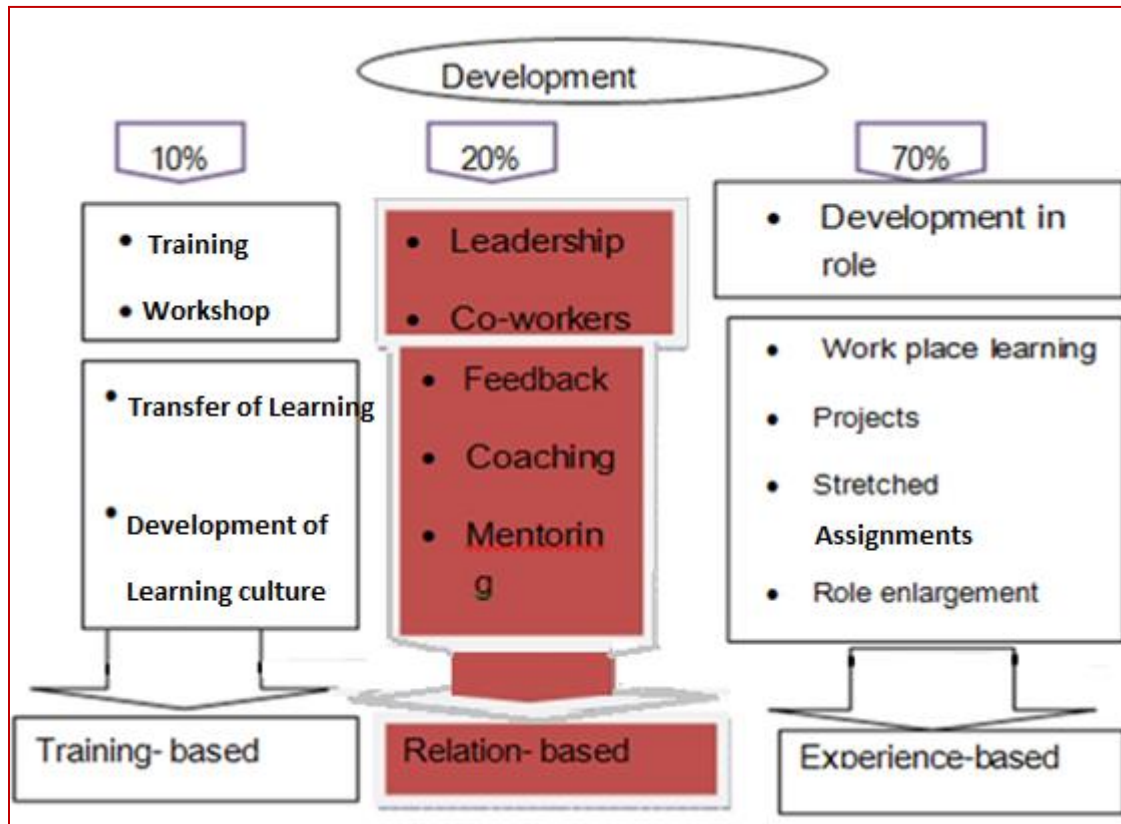 Development
10%
• Training
• Workshop
• Transfer of Learning
• Development of
Learning culture
Training- based
20%
• Leadership
• Co-workers
• Feedback
• Coaching
• Mentorin
g
Relation- based
70%
• Development in
role
• Work place learning
• Projects
• Stretched
Assignments
• Role enlargement
Experience-based